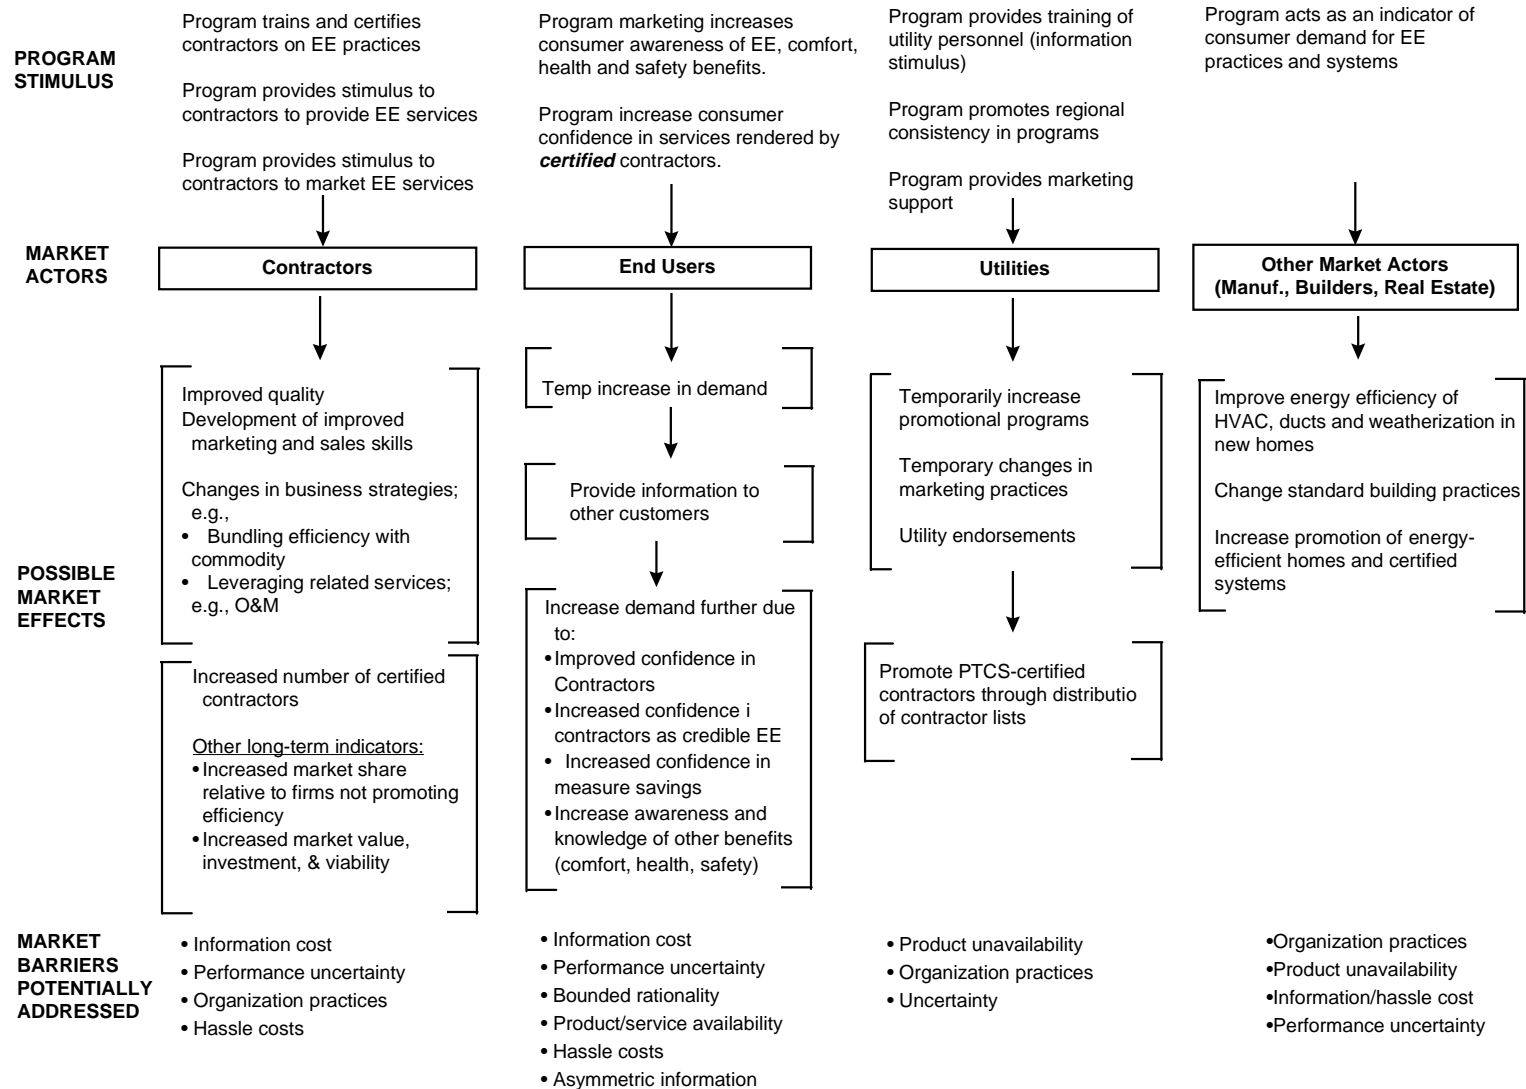 PROGRAM
STIMULUS
Program trains and certifies
contractors on EE practices
Program provides stimulus to
contractors to provide EE services
Program provides stimulus to
contractors to market EE services
Program marketing increases
consumer awareness of EE, comfort,
health and safety benefits.
Program increase consumer
confidence in services rendered by
certified contractors.
Program provides training of
utility personnel (information
stimulus)
Program promotes regional
consistency in programs
Program provides marketing
support
Program acts as an indicator of
consumer demand for EE
practices and systems
MARKET
ACTORS
Contractors
End Users
Utilities
Other Market Actors
(Manuf., Builders, Real Estate)
POSSIBLE
MARKET
EFFECTS
Improved quality
Development of improved
marketing and sales skills
Changes in business strategies;
e.g.,
• Bundling efficiency with
commodity
• Leveraging related services;
e.g., O&M
Increased number of certified
contractors
Other long-term indicators:
• Increased market share
relative to firms not promoting
efficiency
• Increased market value,
investment, & viability
Temp increase in demand
Provide information to
other customers
Increase demand further due
to:
• Improved confidence in
Contractors
• Increased confidence i
contractors as credible EE
• Increased confidence in
measure savings
• Increase awareness and
knowledge of other benefits
(comfort, health, safety)
Temporarily increase
promotional programs
Temporary changes in
marketing practices
Utility endorsements
Promote PTCS-certified
contractors through distributio
of contractor lists
Improve energy efficiency of
HVAC, ducts and weatherization in
new homes
Change standard building practices
Increase promotion of energy-
efficient homes and certified
systems
MARKET
BARRIERS
POTENTIALLY
ADDRESSED
• Information cost
• Performance uncertainty
• Organization practices
• Hassle costs
• Information cost
• Performance uncertainty
• Bounded rationality
• Product/service availability
• Hassle costs
• Asymmetric information
• Product unavailability
• Organization practices
• Uncertainty
•Organization practices
•Product unavailability
•Information/hassle cost
•Performance uncertainty